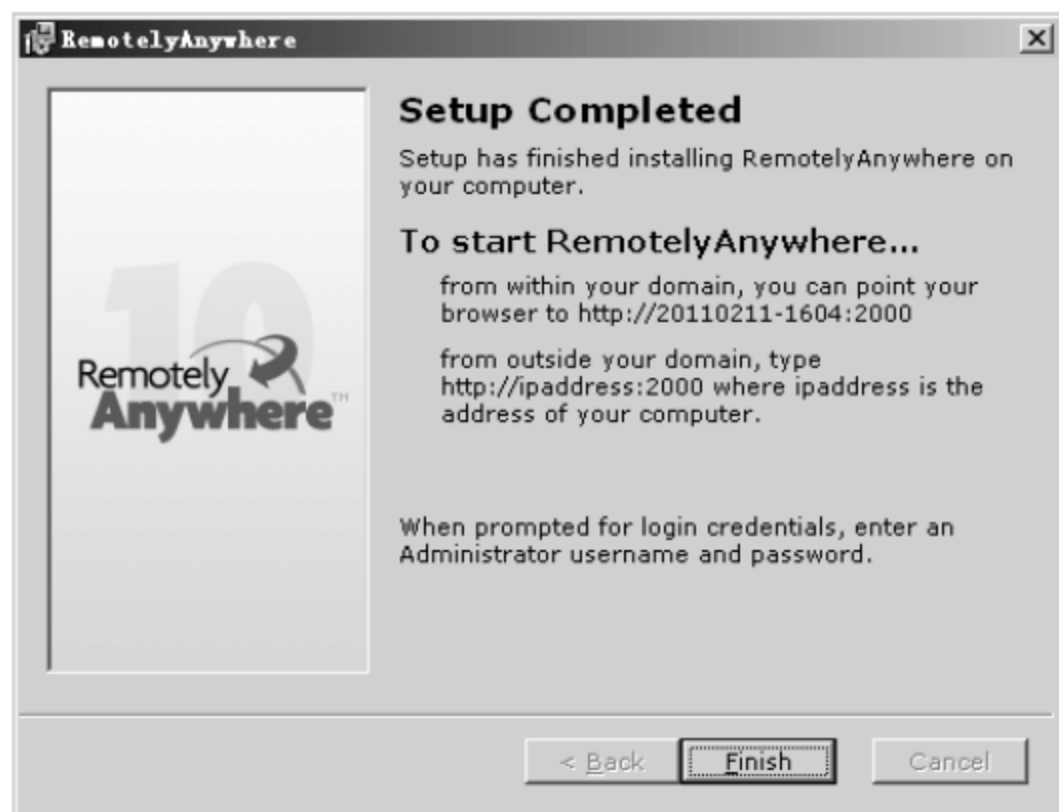 RemotelyAnywhere
Setup Completed
Setup has finished installing RemotelyAnywhere on
your computer.
To start RemotelyAnywhere...
from within your domain, you can point your
browser to http://20110211-1604:2000
from outside your domain, type
http://ipaddress:2000 where ipaddress is the
address of your computer.
10
Remotely
Anywhere™
When prompted for login credentials, enter an
Administrator username and password.
< Back
Finish
Cancel